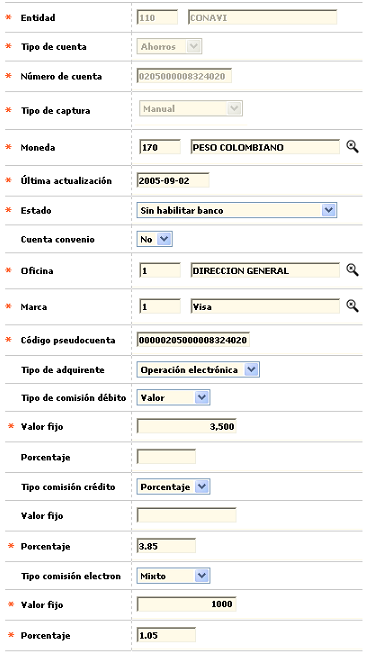 * Entidad 110 CONAVI
* Tipo de cuenta Ahorros
* Número de cuenta 0205000008324020
* Tipo de captura Manual
* Moneda 170 PESO COLOMBIANO
* Última actualización 2005-09-02
* Estado Sin habilitar banco
Cuenta convenio No
* Oficina 1 DIRECCION GENERAL
* Marca 1 Visa
* Código pseudocuenta 00000205000008324020
Tipo de adquirente Operación electrónica
Tipo de comisión débito Valor
* Valor fijo 3,500
Porcentaje
Tipo comisión crédito Porcentaje
Valor fijo
* Porcentaje 3.85
Tipo comisión electron Mixto
* Valor fijo 1000
* Porcentaje 1.05